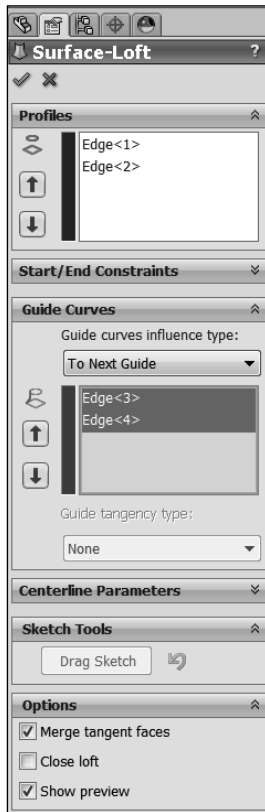 Surface-Loft ?
Profiles
Edge<1>
Edge<2>
Start/End Constraints
Guide Curves
Guide curves influence type:
To Next Guide
Edge<3>
Edge<4>
Guide tangency type:
None
Centerline Parameters
Sketch Tools
Drag Sketch
Options
Merge tangent faces
Close loft
Show preview